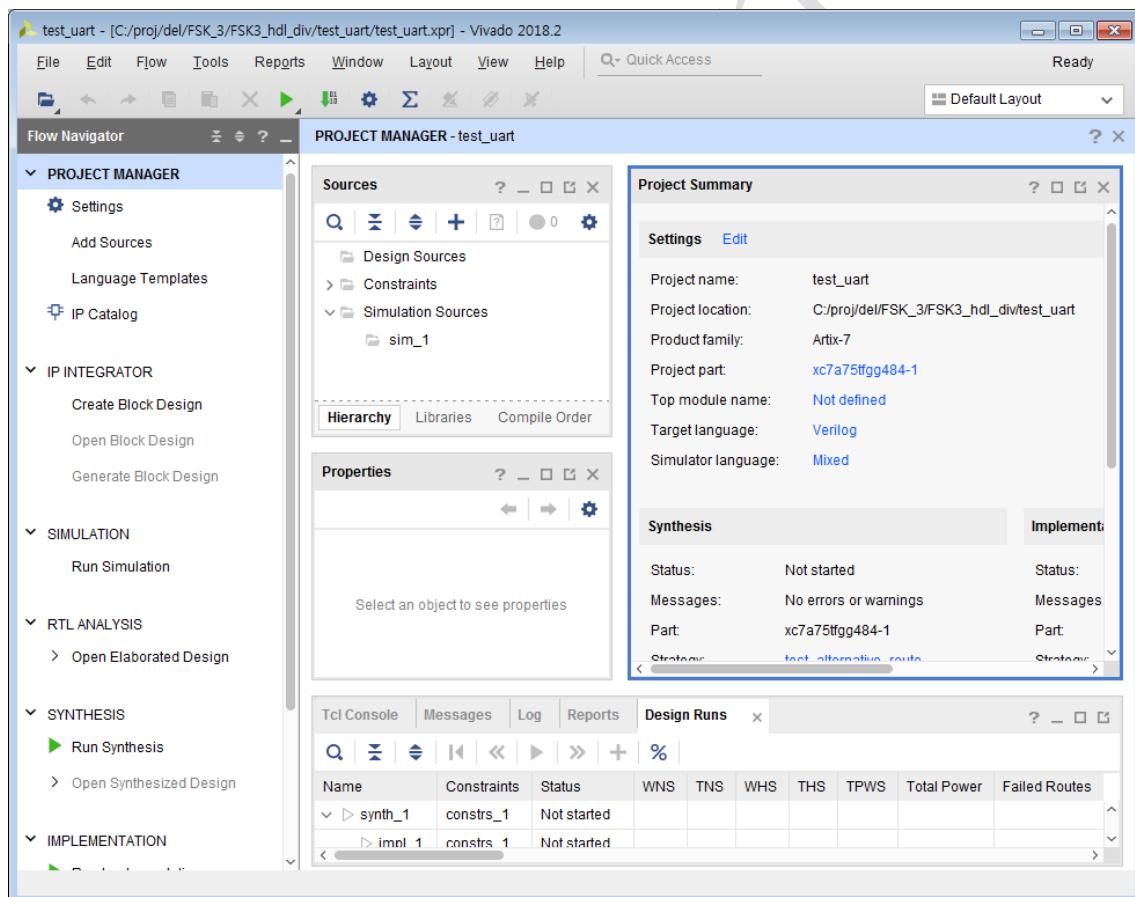 test_uart - [C:/proj/del/FSK_3/FSK3_hdl_div/test_uart/test_uart.xpr] - Vivado 2018.2
File Edit Flow Tools Reports Window Layout View Help Quick Access Ready
Default Layout
Flow Navigator
PROJECT MANAGER
Settings
Add Sources
Language Templates
IP Catalog
IP INTEGRATOR
Create Block Design
Open Block Design
Generate Block Design
SIMULATION
Run Simulation
RTL ANALYSIS
Open Elaborated Design
SYNTHESIS
Run Synthesis
Open Synthesized Design
IMPLEMENTATION
PROJECT MANAGER - test_uart
Sources
0
Design Sources
Constraints
Simulation Sources
sim_1
Hierarchy Libraries Compile Order
Properties
Select an object to see properties
Project Summary
Settings Edit
Project name: test_uart
Project location: C:/proj/del/FSK_3/FSK3_hdl_div/test_uart
Product family: Artix-7
Project part: xc7a75tfgg484-1
Top module name: Not defined
Target language: Verilog
Simulator language: Mixed
Synthesis
Status: Not started
Messages: No errors or warnings
Part: xc7a75tfgg484-1
Strategy: test_alternative_route
Implementa
Status:
Messages
Part:
Strategy:
Tcl Console Messages Log Reports Design Runs
Name Constraints Status WNS TNS WHS THS TPWS Total Power Failed Routes
synth_1 constrs_1 Not started
impl_1 constrs_1 Not started